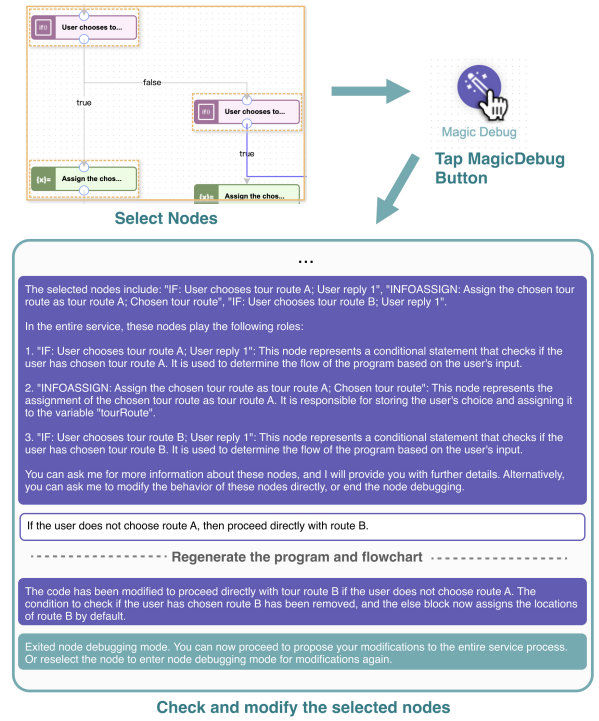 if()
User chooses to...
false
true
if()
User chooses to...
true
{x}=
Assign the chos...
{x}=
Assign the chos...
Select Nodes
Magic Debug
Tap MagicDebug
Button
...
The selected nodes include: "IF: User chooses tour route A; User reply 1", "INFOASSIGN: Assign the chosen tour
route as tour route A; Chosen tour route", "IF: User chooses tour route B; User reply 1".
In the entire service, these nodes play the following roles:
1. "IF: User chooses tour route A; User reply 1": This node represents a conditional statement that checks if the
user has chosen tour route A. It is used to determine the flow of the program based on the user's input.
2. "INFOASSIGN: Assign the chosen tour route as tour route A; Chosen tour route": This node represents the
assignment of the chosen tour route as tour route A. It is responsible for storing the user's choice and assigning it
to the variable "tourRoute".
3. "IF: User chooses tour route B; User reply 1": This node represents a conditional statement that checks if the
user has chosen tour route B. It is used to determine the flow of the program based on the user's input.
You can ask me for more information about these nodes, and I will provide you with further details. Alternatively,
you can ask me to modify the behavior of these nodes directly, or end the node debugging.
If the user does not choose route A, then proceed directly with route B.
Regenerate the program and flowchart
The code has been modified to proceed directly with tour route B if the user does not choose route A. The
condition to check if the user has chosen route B has been removed, and the else block now assigns the locations
of route B by default.
Exited node debugging mode. You can now proceed to propose your modifications to the entire service process.
Or reselect the node to enter node debugging mode for modifications again.
Check and modify the selected nodes